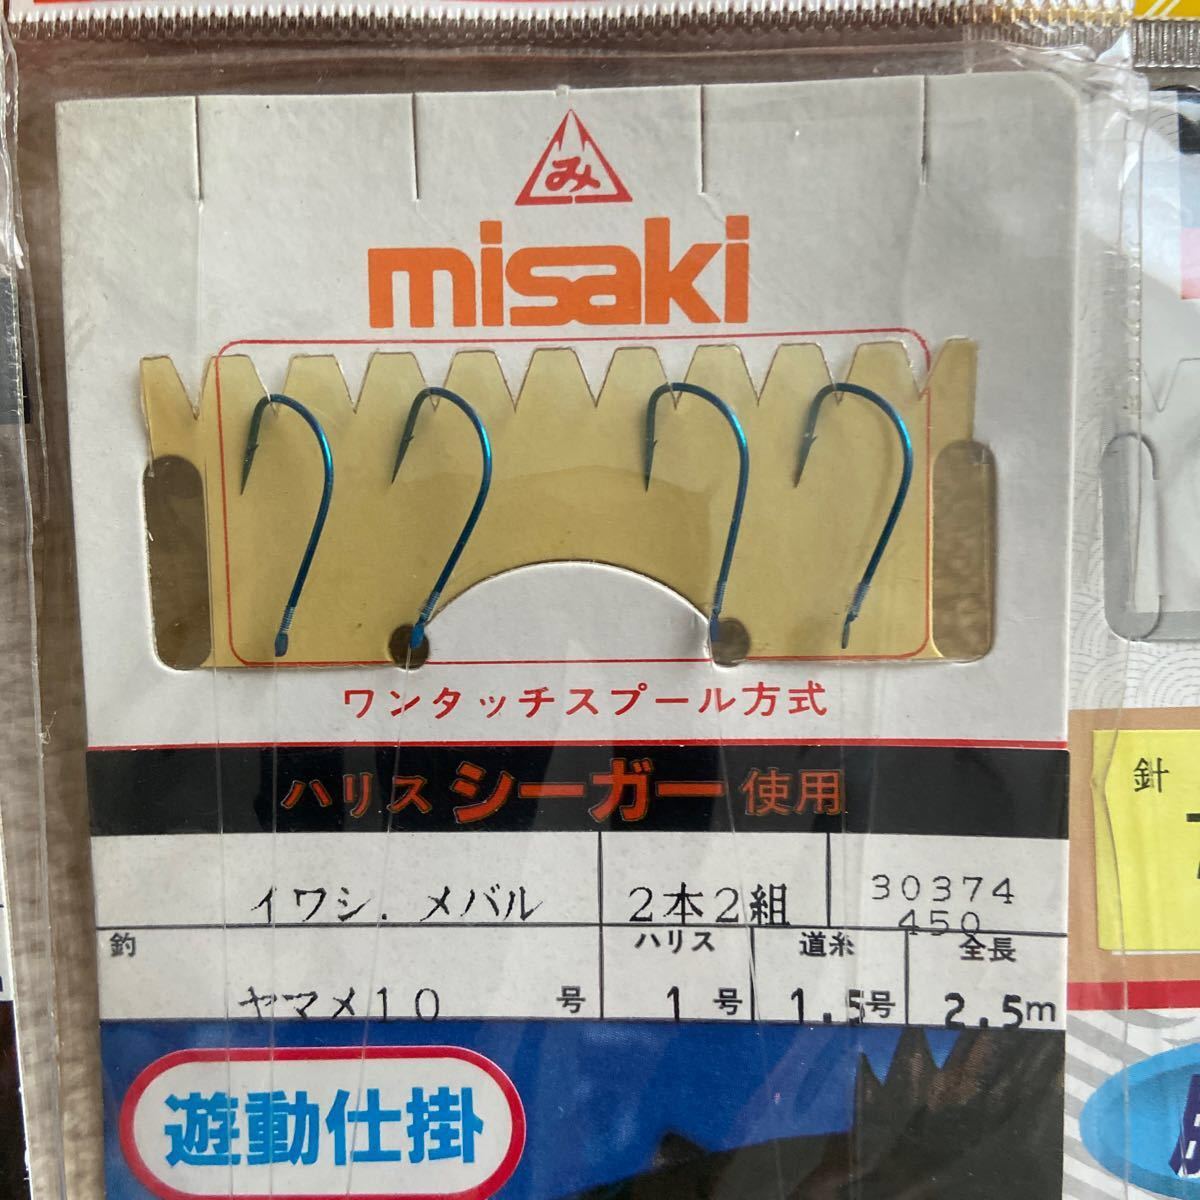 み
misaki
ワンタッチスプール方式
ハリス シーガー 使用
イワシ．メバル 2本2組 30374
450
釣 ハリス 道糸 全長
ヤマメ10 号 1 号 1.5号 2.5m
遊動仕掛
針